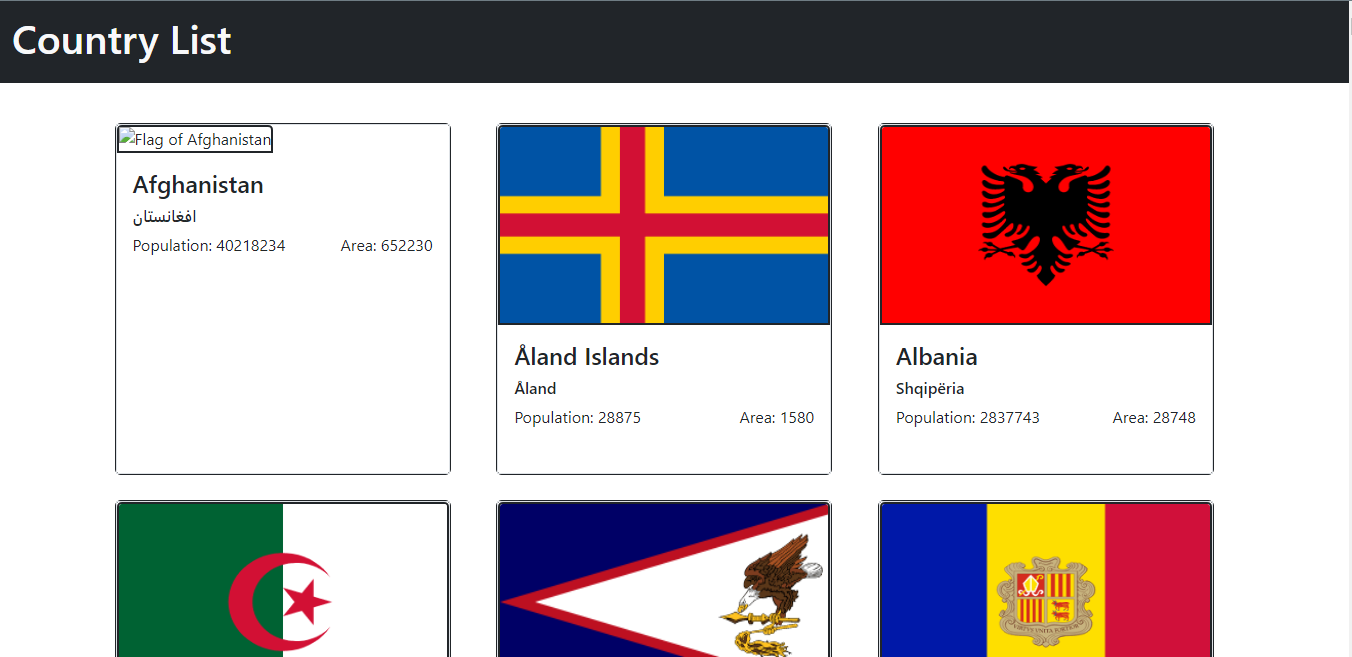 Country List
Flag of Afghanistan
Afghanistan
افغانستان
Population: 40218234 Area: 652230
Åland Islands
Åland
Population: 28875 Area: 1580
Albania
Shqipëria
Population: 2837743 Area: 28748